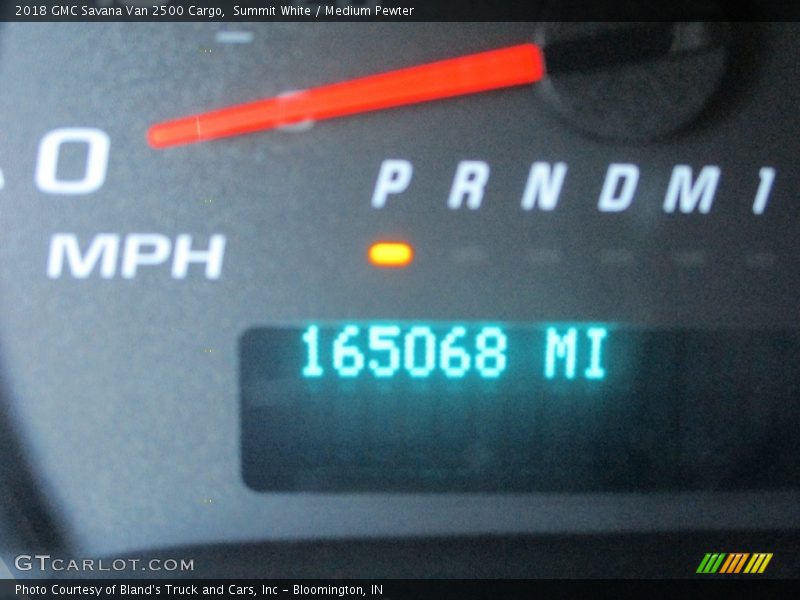 2018 GMC Savana Van 2500 Cargo,  Summit White / Medium Pewter
0
P R N D M 1
MPH
165068 MI
GTCARLOT.COM
Photo Courtesy of Bland's Truck and Cars, Inc - Bloomington, IN